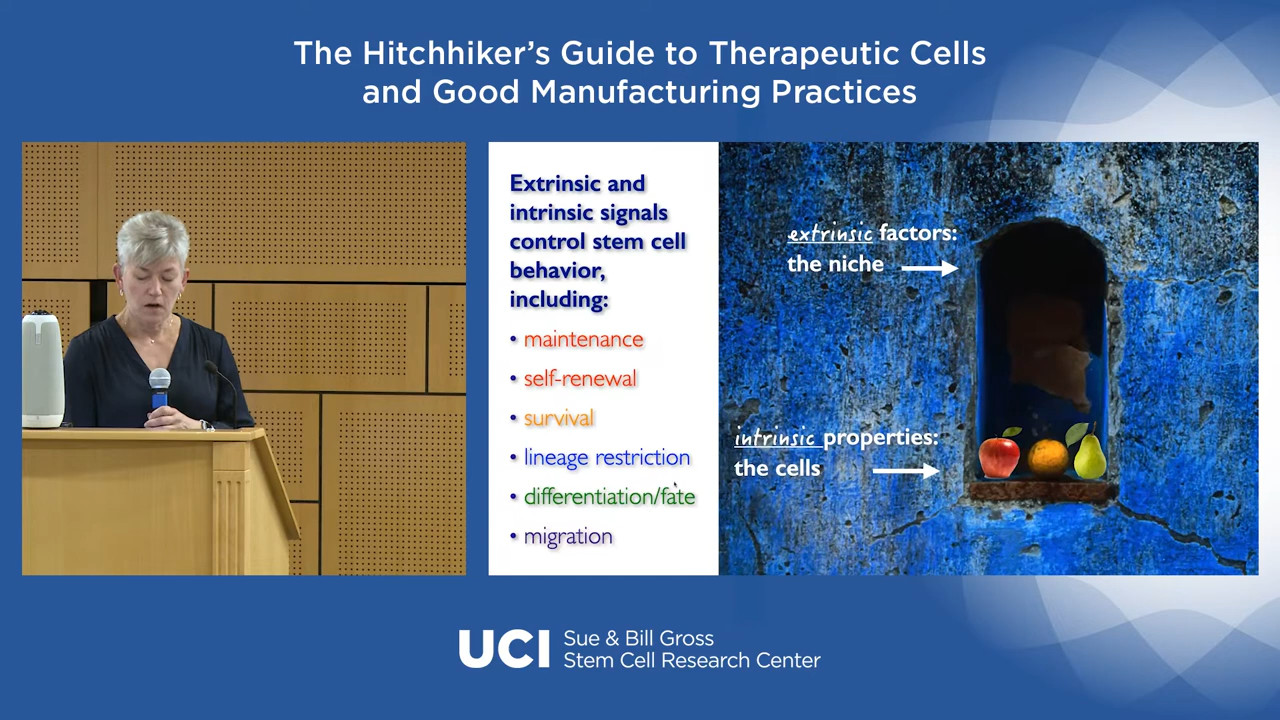 The Hitchhiker's Guide to Therapeutic Cells
and Good Manufacturing Practices
Extrinsic and
intrinsic signals
control stem cell
behavior,
including:
• maintenance
• self-renewal
• survival
• lineage restriction
• differentiation/fate
• migration
extrinsic factors:
the niche
intrinsic properties:
the cells
UCI
Sue & Bill Gross
Stem Cell Research Center